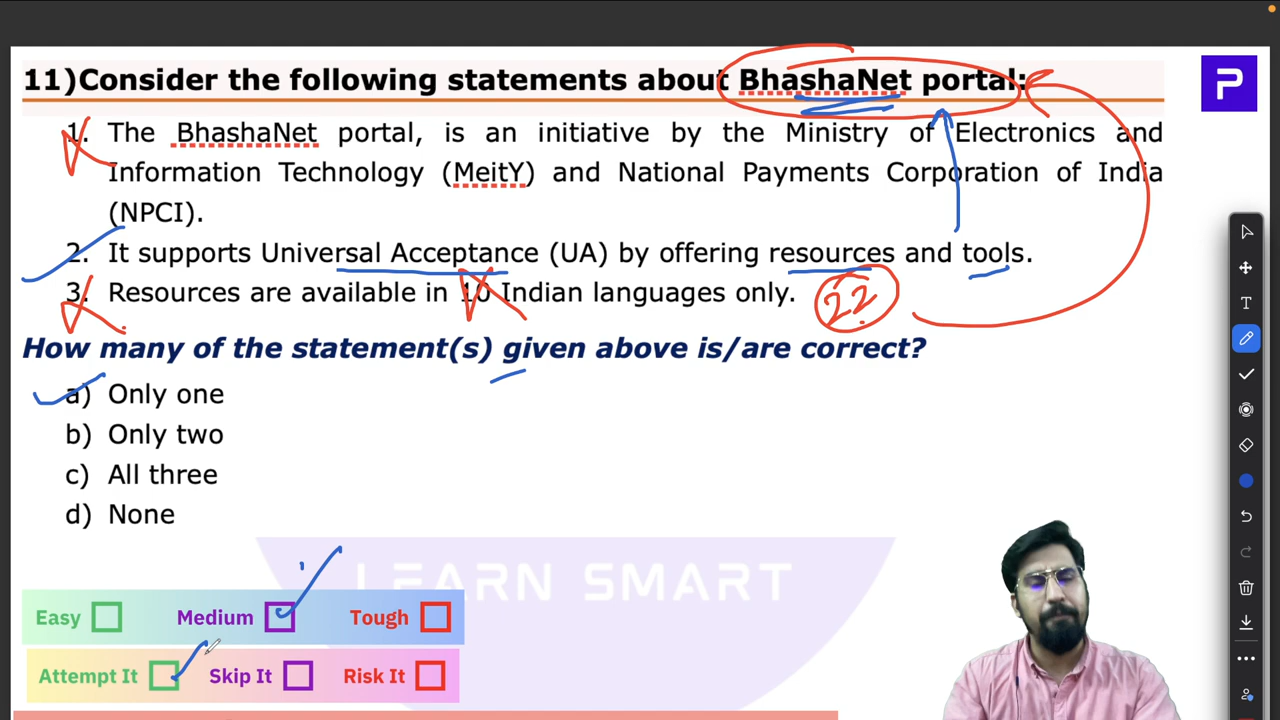 11)Consider the following statements about BhashaNet portal:
1. The BhashaNet portal, is an initiative by the Ministry of Electronics and
Information Technology (MeitY) and National Payments Corporation of India
(NPCI).
2. It supports Universal Acceptance (UA) by offering resources and tools.
3. Resources are available in 10 Indian languages only.
22
How many of the statement(s) given above is/are correct?
a) Only one
b) Only two
c) All three
d) None
LEARN SMART
Easy Medium Tough
Attempt It Skip It Risk It